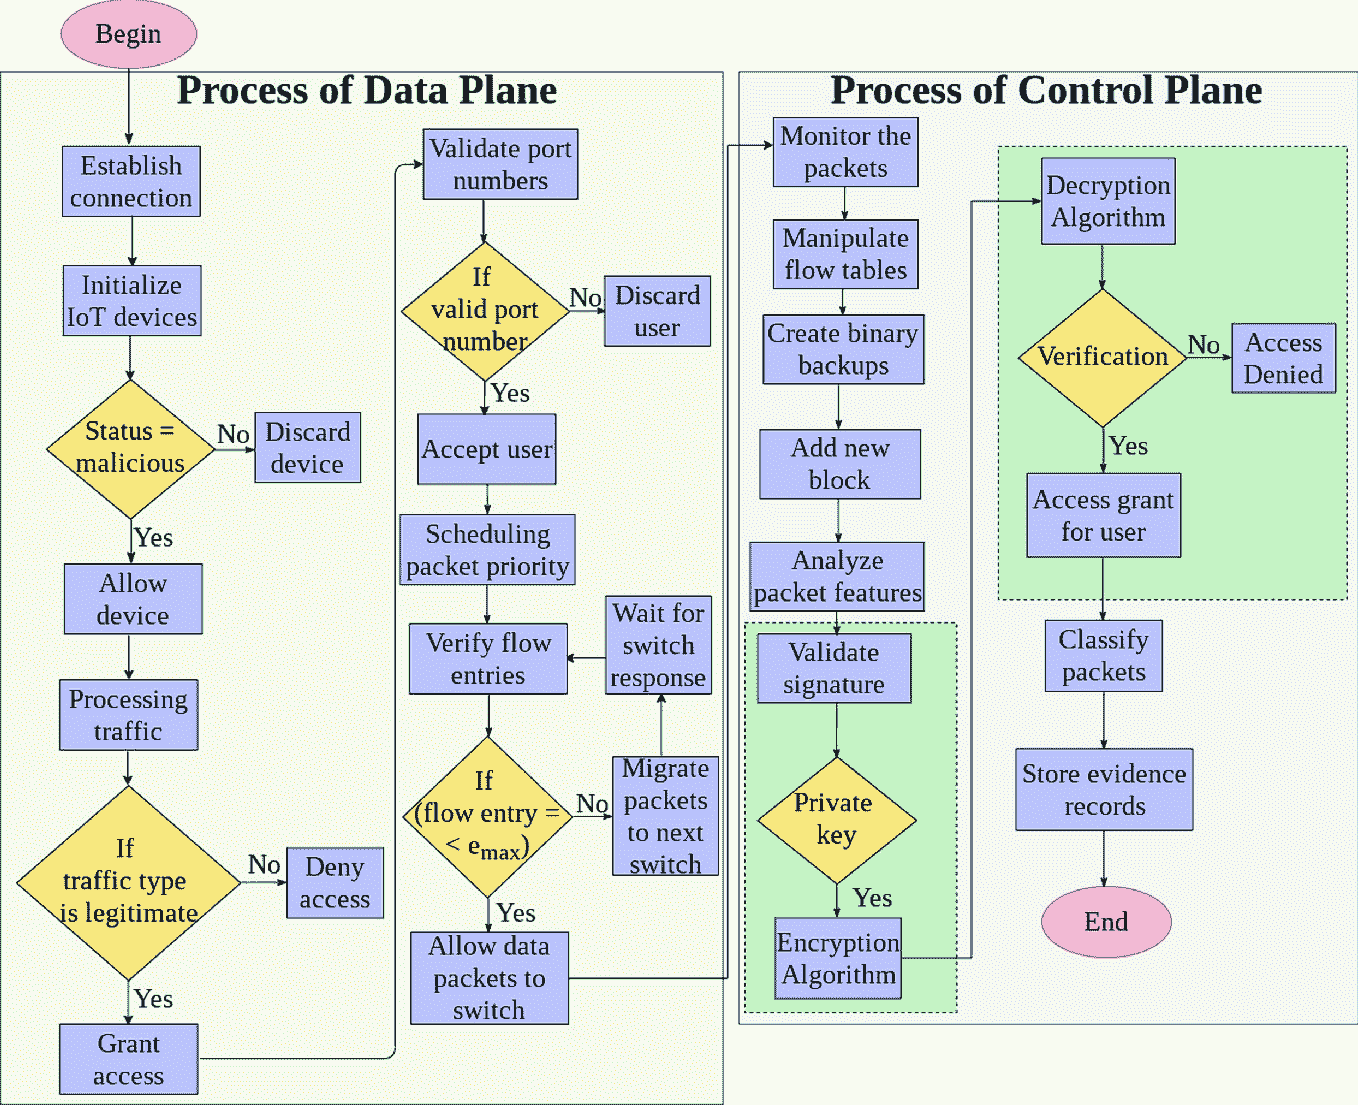 Begin
Process of Data Plane
Establish
connection
Initialize
IoT devices
Status =
malicious
No
Discard
device
Yes
Allow
device
Processing
traffic
If
traffic type
is legitimate
No
Deny
access
Yes
Grant
access
Validate port
numbers
If
valid port
number
No
Discard
user
Yes
Accept user
Scheduling
packet priority
Verify flow
entries
Wait for
switch
response
If
(flow entry =
< emax)
No
Migrate
packets
to next
switch
Yes
Allow data
packets to
switch
Process of Control Plane
Monitor the
packets
Manipulate
flow tables
Create binary
backups
Add new
block
Analyze
packet features
Validate
signature
Private
key
Yes
Encryption
Algorithm
Decryption
Algorithm
Verification
No
Access
Denied
Yes
Access grant
for user
Classify
packets
Store evidence
records
End